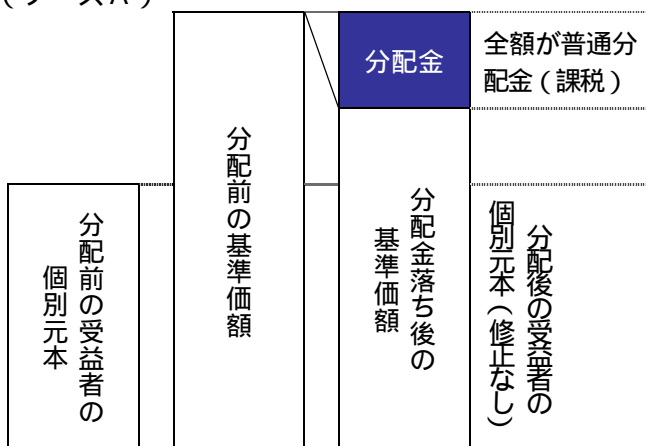 (ケースA)
分配金
全額が普通分
配金(課税)
分配前の受益者の
個別元本
分配前の基準価額
分配金落ち後の
基準価額
分配後の受益者の
個別元本(修正なし)